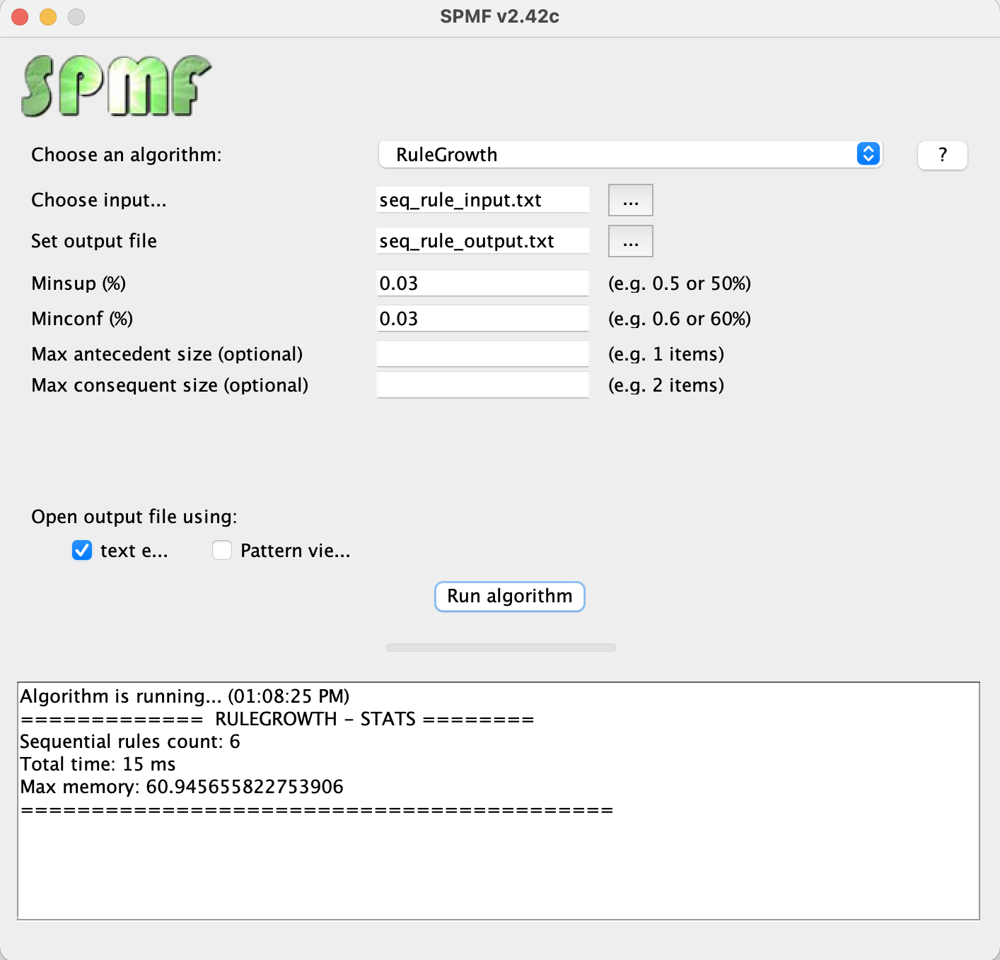 SPMF v2.42c
SPMF
Choose an algorithm: RuleGrowth ?
Choose input... seq_rule_input.txt ...
Set output file seq_rule_output.txt ...
Minsup (%) 0.03 (e.g. 0.5 or 50%)
Minconf (%) 0.03 (e.g. 0.6 or 60%)
Max antecedent size (optional) (e.g. 1 items)
Max consequent size (optional) (e.g. 2 items)
Open output file using:
text e... Pattern vie...
Run algorithm
Algorithm is running... (01:08:25 PM)
============= RULEGROWTH - STATS ========
Sequential rules count: 6
Total time: 15 ms
Max memory: 60.945655822753906
==========================================